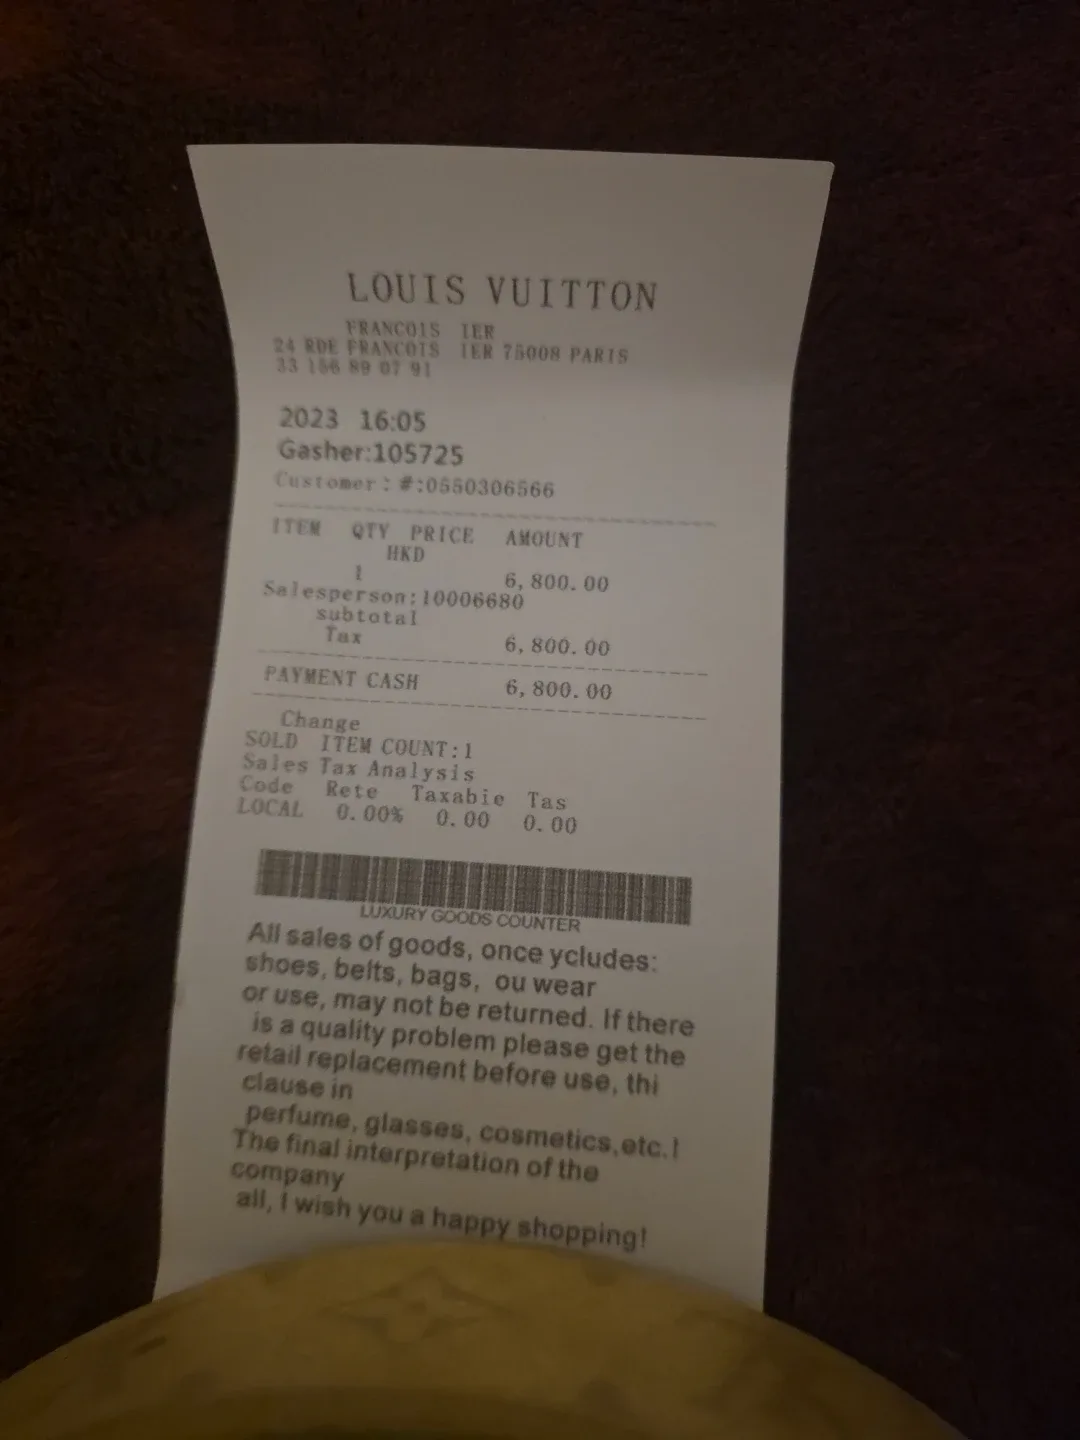 LOUIS VUITTON
FRANCOIS IER
24 RDE FRANCOIS IER 75008 PARIS
33 156 89 07 91
2023 16:05
Gasher:105725
Customer:#:0550306566
ITEM QTY PRICE AMOUNT
HKD
1 6,800.00
Salesperson:10006680
subtotal
Tax 6,800.00
PAYMENT CASH 6,800.00
Change
SOLD ITEM COUNT:1
Sales Tax Analysis
Code Rete Taxabie Tas
LOCAL 0.00% 0.00 0.00
LUXURY GOODS COUNTER
All sales of goods, once ycludes:
shoes, belts, bags, ou wear
or use, may not be returned. If there
is a quality problem please get the
retail replacement before use, thi
clause in
perfume, glasses, cosmetics,etc.!
The final interpretation of the
company
all, I wish you a happy shopping!